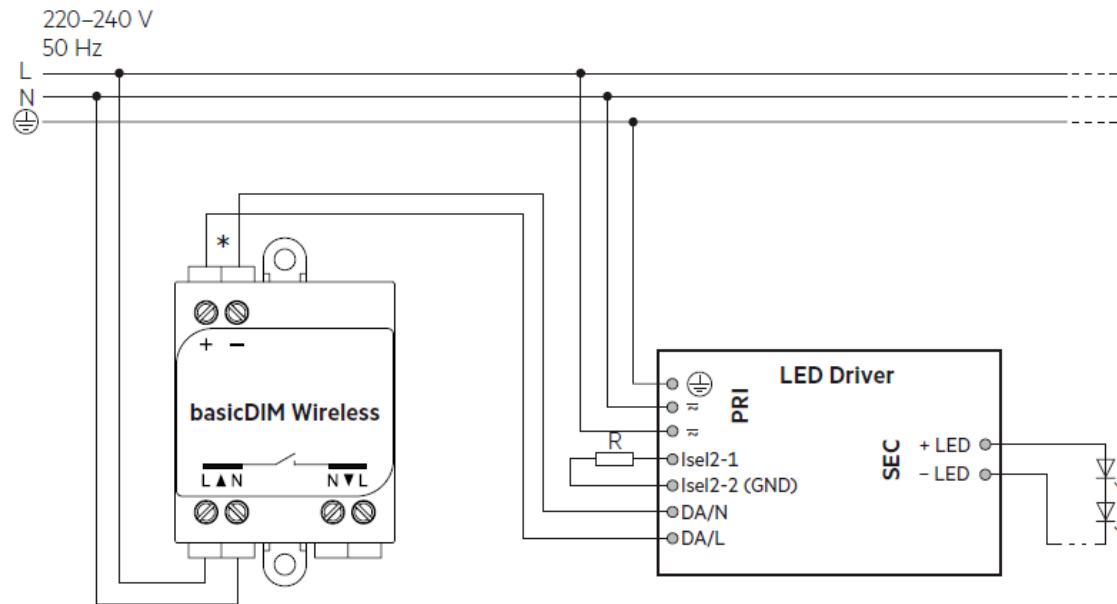 220–240 V
50 Hz
L
N
*
+ −
basicDIM Wireless
L▲N N▼L
LED Driver
PRI
R
Isel2-1
Isel2-2 (GND)
DA/N
DA/L
SEC
+ LED
− LED